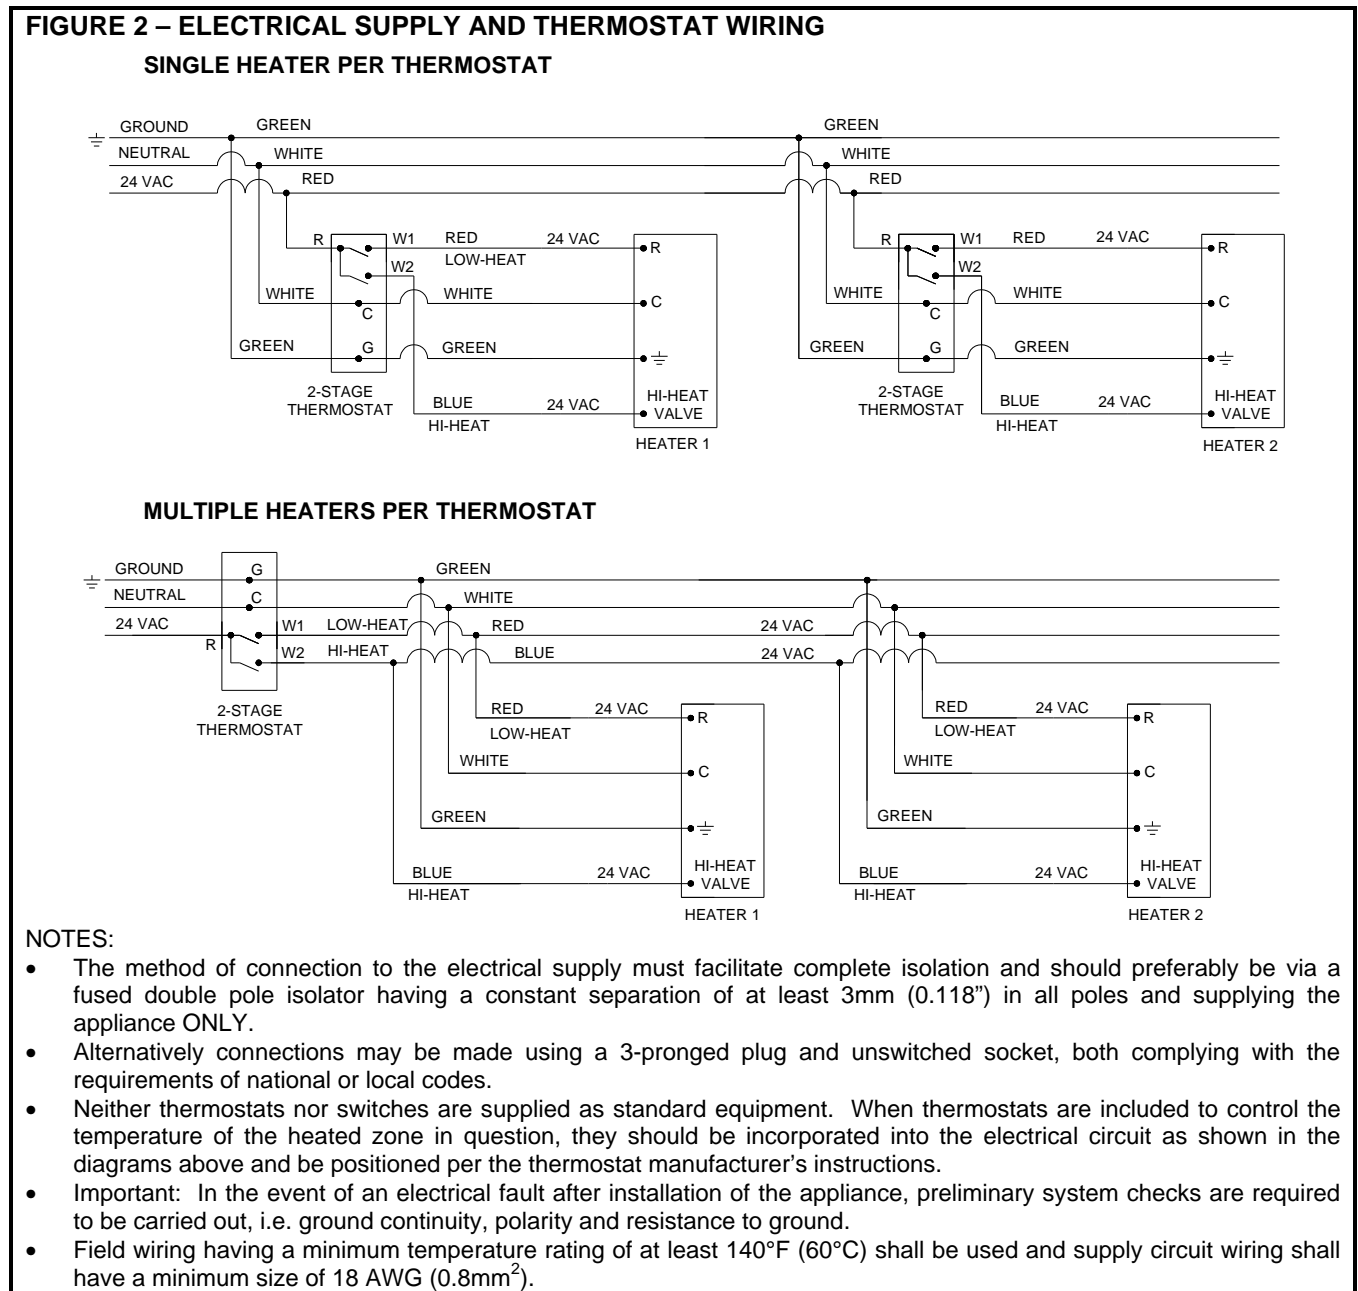 FIGURE 2 – ELECTRICAL SUPPLY AND THERMOSTAT WIRING
SINGLE HEATER PER THERMOSTAT
GROUND GREEN GREEN
NEUTRAL WHITE WHITE
24 VAC RED RED
R W1 RED 24 VAC R R W1 RED 24 VAC R
LOW-HEAT
W2 W2
WHITE WHITE C WHITE WHITE C
C C
GREEN G GREEN GREEN G GREEN
2-STAGE HI-HEAT 2-STAGE HI-HEAT
THERMOSTAT BLUE 24 VAC VALVE THERMOSTAT BLUE 24 VAC VALVE
HI-HEAT HI-HEAT
HEATER 1 HEATER 2
MULTIPLE HEATERS PER THERMOSTAT
GROUND G GREEN
NEUTRAL C WHITE
24 VAC W1 LOW-HEAT RED 24 VAC
R W2 HI-HEAT BLUE 24 VAC
2-STAGE
THERMOSTAT
RED 24 VAC R RED 24 VAC R
LOW-HEAT LOW-HEAT
WHITE C WHITE C
GREEN GREEN
BLUE 24 VAC HI-HEAT BLUE 24 VAC HI-HEAT
HI-HEAT VALVE HI-HEAT VALVE
HEATER 1 HEATER 2
NOTES:
• The method of connection to the electrical supply must facilitate complete isolation and should preferably be via a
fused double pole isolator having a constant separation of at least 3mm (0.118”) in all poles and supplying the
appliance ONLY.
• Alternatively connections may be made using a 3-pronged plug and unswitched socket, both complying with the
requirements of national or local codes.
• Neither thermostats nor switches are supplied as standard equipment. When thermostats are included to control the
temperature of the heated zone in question, they should be incorporated into the electrical circuit as shown in the
diagrams above and be positioned per the thermostat manufacturer’s instructions.
• Important: In the event of an electrical fault after installation of the appliance, preliminary system checks are required
to be carried out, i.e. ground continuity, polarity and resistance to ground.
• Field wiring having a minimum temperature rating of at least 140°F (60°C) shall be used and supply circuit wiring shall
have a minimum size of 18 AWG (0.8mm²).